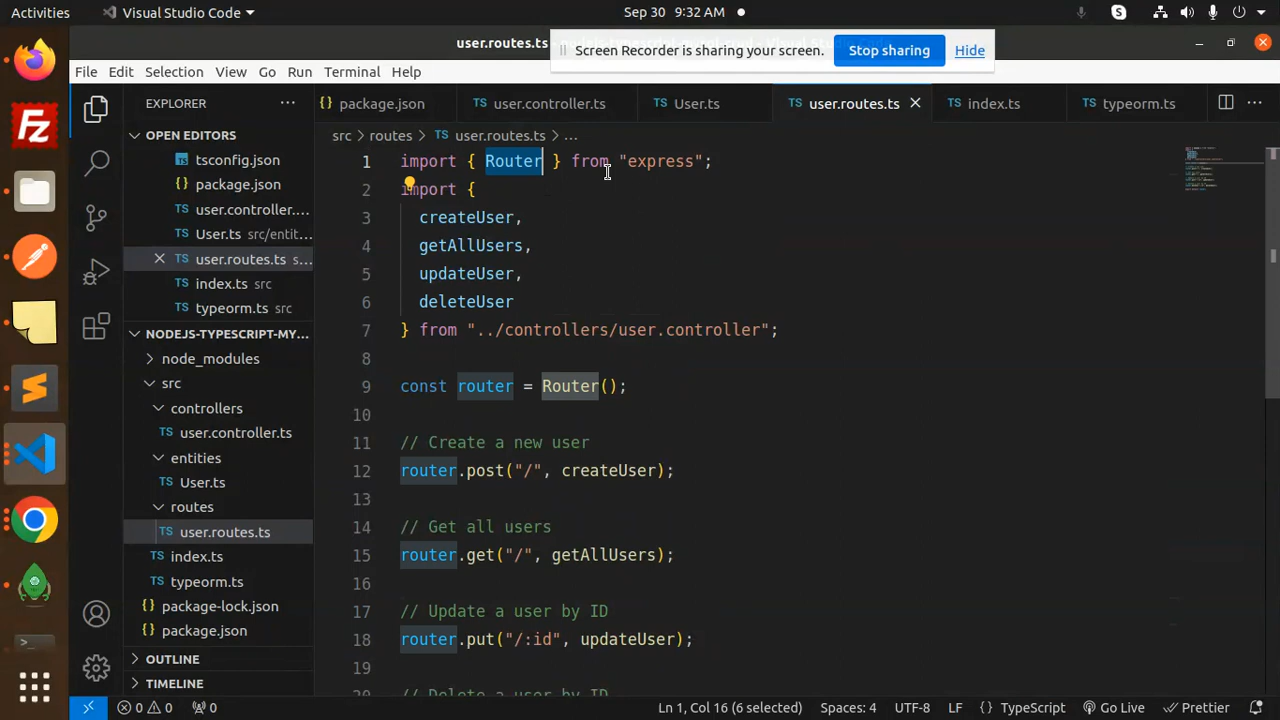 Activities
Visual Studio Code
Sep 30 9:32 AM
user.routes.ts
Screen Recorder is sharing your screen.
Stop sharing
Hide
File Edit Selection View Go Run Terminal Help
EXPLORER
package.json
user.controller.ts
User.ts
user.routes.ts
index.ts
typeorm.ts
OPEN EDITORS
tsconfig.json
package.json
user.controller....
User.ts src/entit...
user.routes.ts s...
index.ts src
typeorm.ts src
NODEJS-TYPESCRIPT-MY...
node_modules
src
controllers
user.controller.ts
entities
User.ts
routes
user.routes.ts
index.ts
typeorm.ts
package-lock.json
package.json
OUTLINE
TIMELINE
src > routes > TS user.routes.ts > ...
1 import { Router } from "express";
2 import {
3 createUser,
4 getAllUsers,
5 updateUser,
6 deleteUser
7 } from "../controllers/user.controller";
8
9 const router = Router();
10
11 // Create a new user
12 router.post("/", createUser);
13
14 // Get all users
15 router.get("/", getAllUsers);
16
17 // Update a user by ID
18 router.put("/:id", updateUser);
19
20 // Delete a user by ID
0 0 0 Ln 1, Col 16 (6 selected) Spaces: 4 UTF-8 LF { } TypeScript Go Live Prettier